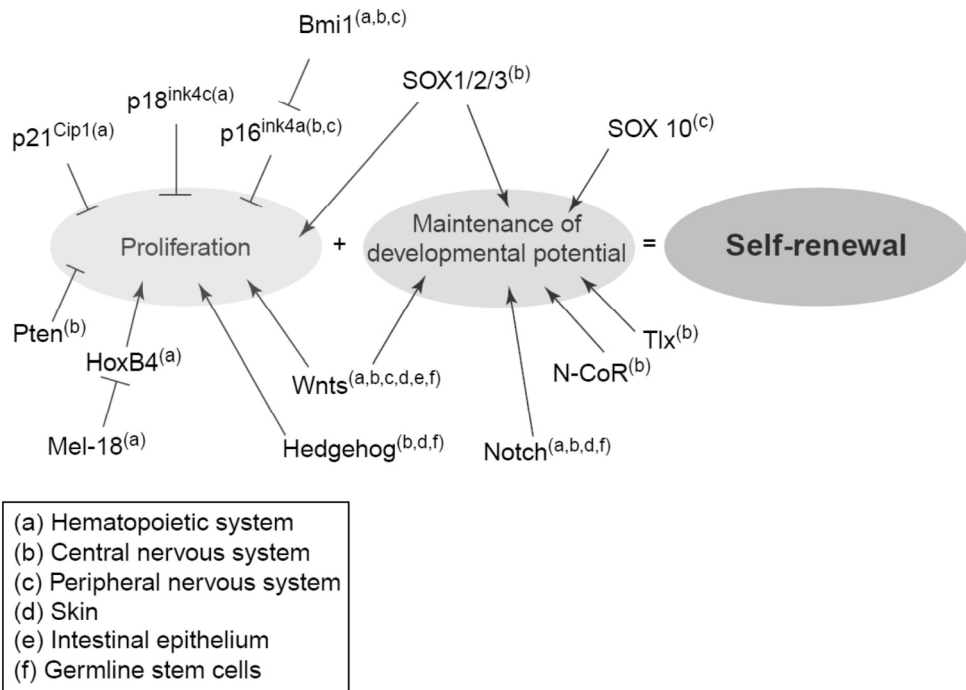 Bmi1(a,b,c)
SOX1/2/3(b)
p18ink4c(a)
p21Cip1(a)
p16ink4a(b,c)
SOX 10(c)
Proliferation
+
Maintenance of
developmental potential
=
Self-renewal
Pten(b)
HoxB4(a)
Wnts(a,b,c,d,e,f)
Tlx(b)
N-CoR(b)
Mel-18(a)
Hedgehog(b,d,f)
Notch(a,b,d,f)
(a) Hematopoietic system
(b) Central nervous system
(c) Peripheral nervous system
(d) Skin
(e) Intestinal epithelium
(f) Germline stem cells